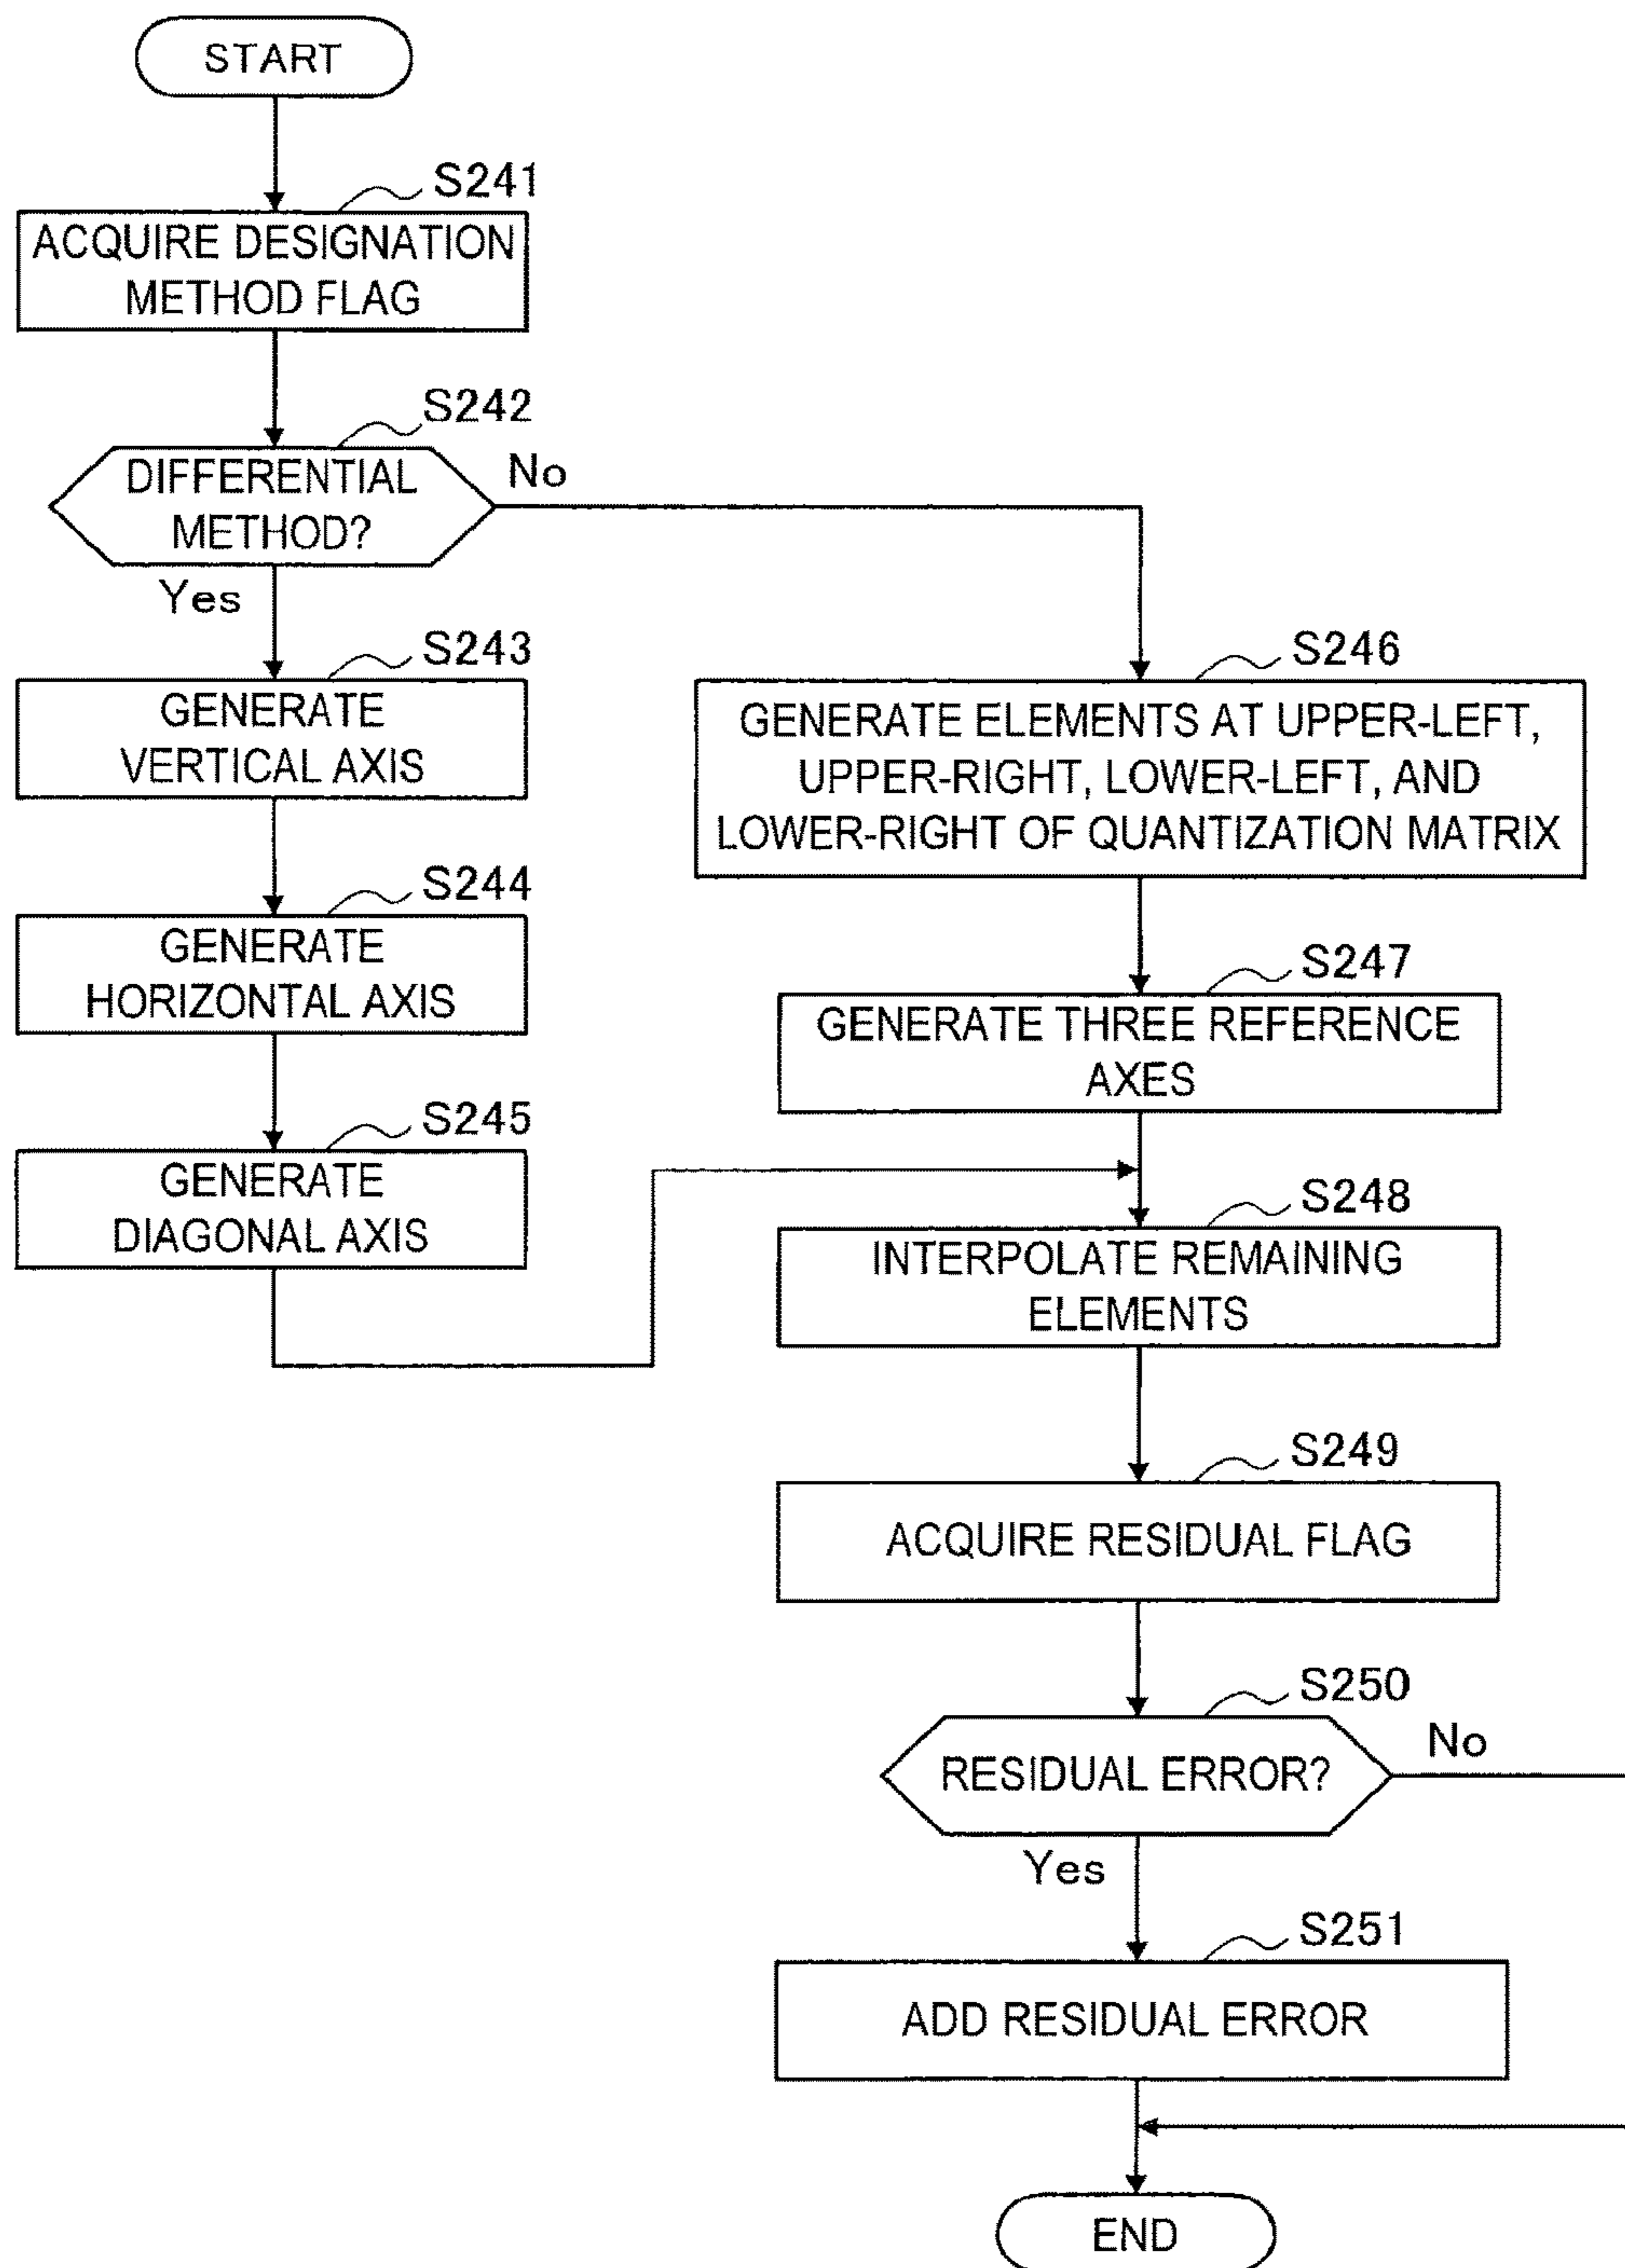 START
S241
ACQUIRE DESIGNATION
METHOD FLAG
S242
DIFFERENTIAL
METHOD?
No
Yes
S243
GENERATE
VERTICAL AXIS
S244
GENERATE
HORIZONTAL AXIS
S245
GENERATE
DIAGONAL AXIS
S246
GENERATE ELEMENTS AT UPPER-LEFT,
UPPER-RIGHT, LOWER-LEFT, AND
LOWER-RIGHT OF QUANTIZATION MATRIX
S247
GENERATE THREE REFERENCE
AXES
S248
INTERPOLATE REMAINING
ELEMENTS
S249
ACQUIRE RESIDUAL FLAG
S250
RESIDUAL ERROR?
No
Yes
S251
ADD RESIDUAL ERROR
END